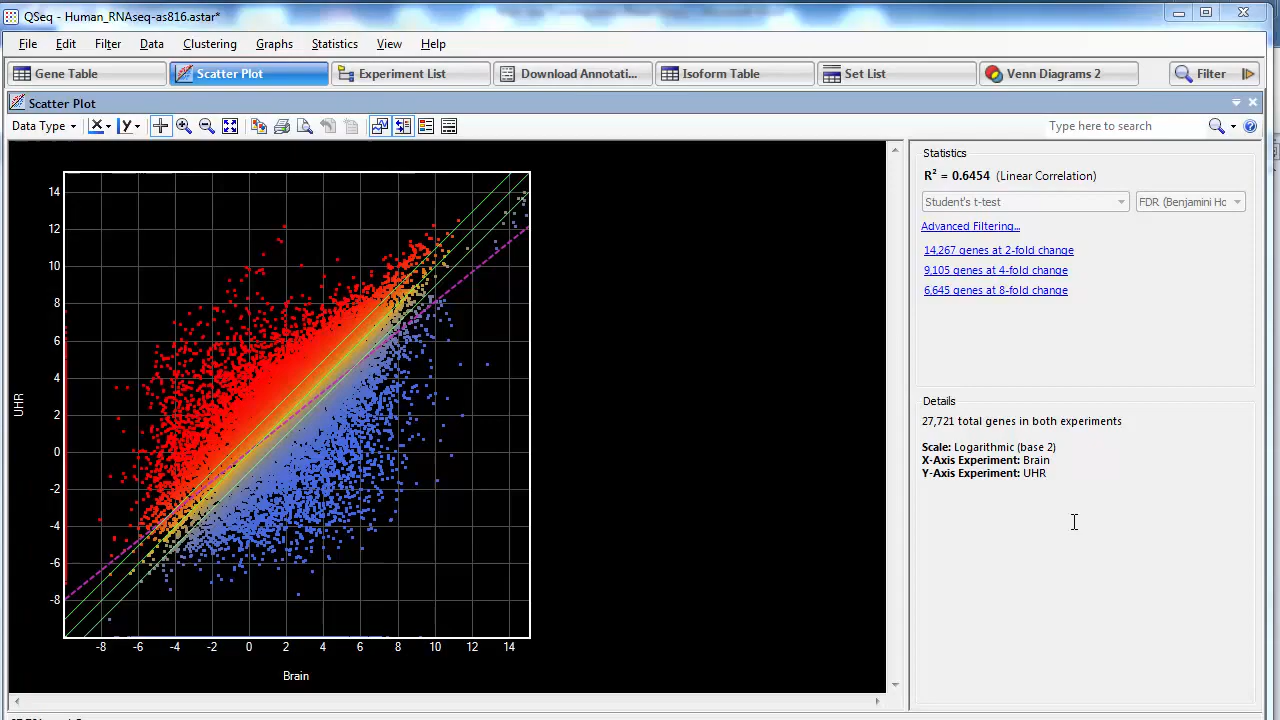 QSeq - Human_RNAseq-as816.astar*
File Edit Filter Data Clustering Graphs Statistics View Help
Gene Table Scatter Plot Experiment List Download Annotati... Isoform Table Set List Venn Diagrams 2 Filter
Scatter Plot
Data Type X Y Type here to search
Statistics
R² = 0.6454 (Linear Correlation)
Student's t-test FDR (Benjamini Hc
Advanced Filtering...
14,267 genes at 2-fold change
9,105 genes at 4-fold change
6,645 genes at 8-fold change
Details
27,721 total genes in both experiments
Scale: Logarithmic (base 2)
X-Axis Experiment: Brain
Y-Axis Experiment: UHR
14
12
10
8
6
4
2
0
-2
-4
-6
-8
UHR
-8 -6 -4 -2 0 2 4 6 8 10 12 14
Brain